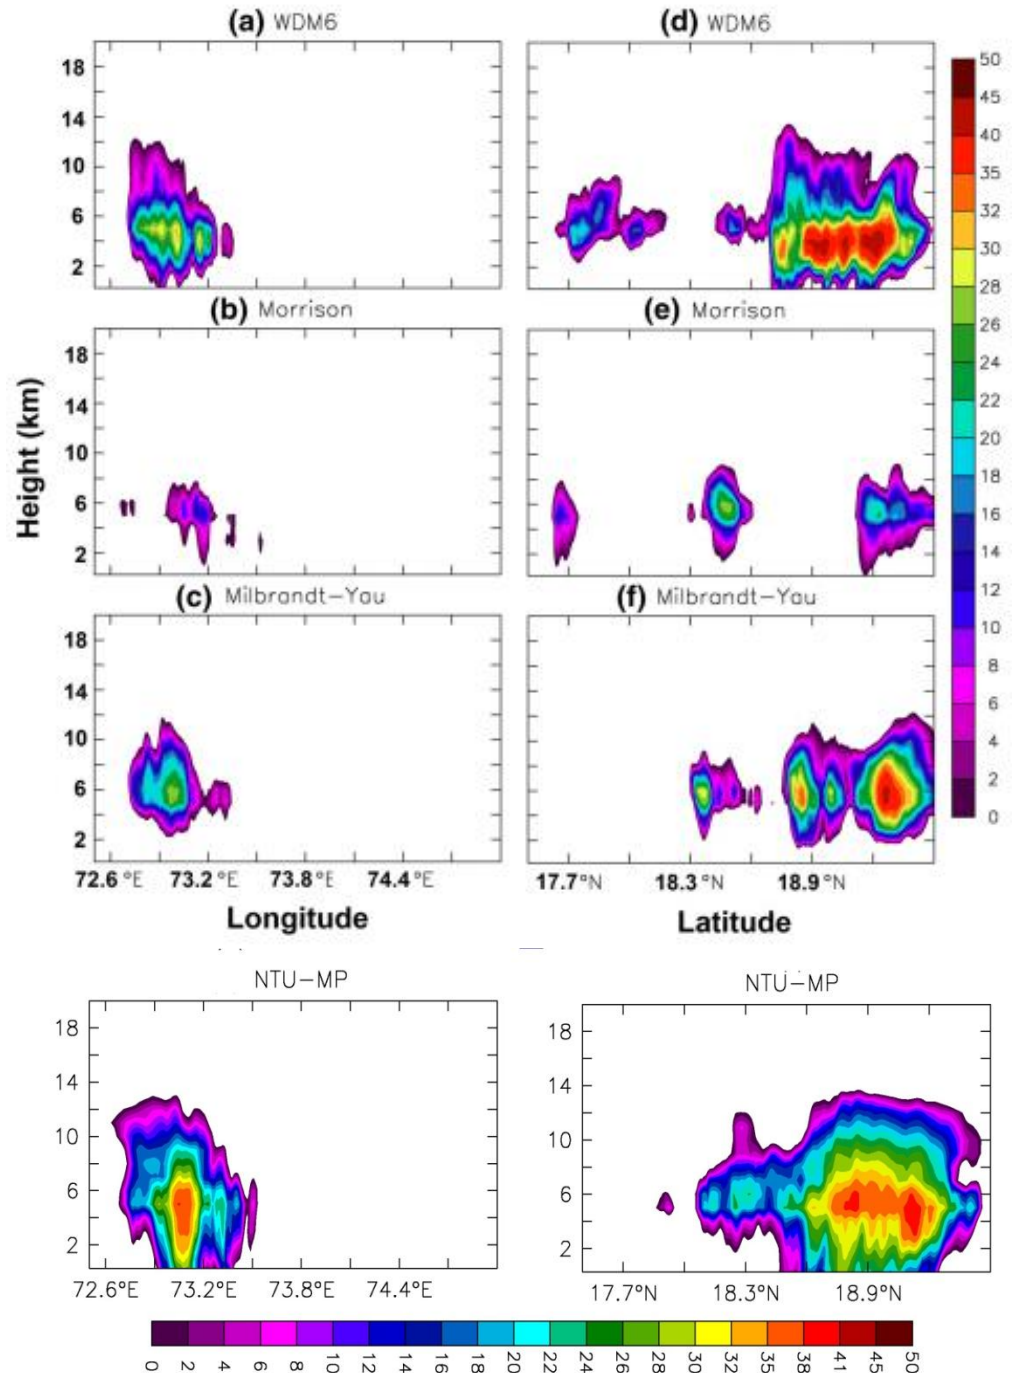 (a) WDM6
(d) WDM6
18
14
10
6
2
50
45
40
35
32
30
28
26
24
22
20
18
16
14
12
10
8
6
4
2
0
(b) Morrison
(e) Morrison
18
14
10
6
2
Height (km)
(c) Milbrandt-Yau
(f) Milbrandt-Yau
18
14
10
6
2
72.6°E 73.2°E 73.8°E 74.4°E
17.7°N 18.3°N 18.9°N
Longitude
Latitude
NTU-MP
NTU-MP
18
14
10
6
2
18
14
10
6
2
72.6°E 73.2°E 73.8°E 74.4°E
17.7°N 18.3°N 18.9°N
0 2 4 6 8 10 12 14 16 18 20 22 24 26 28 30 32 35 38 41 45 50